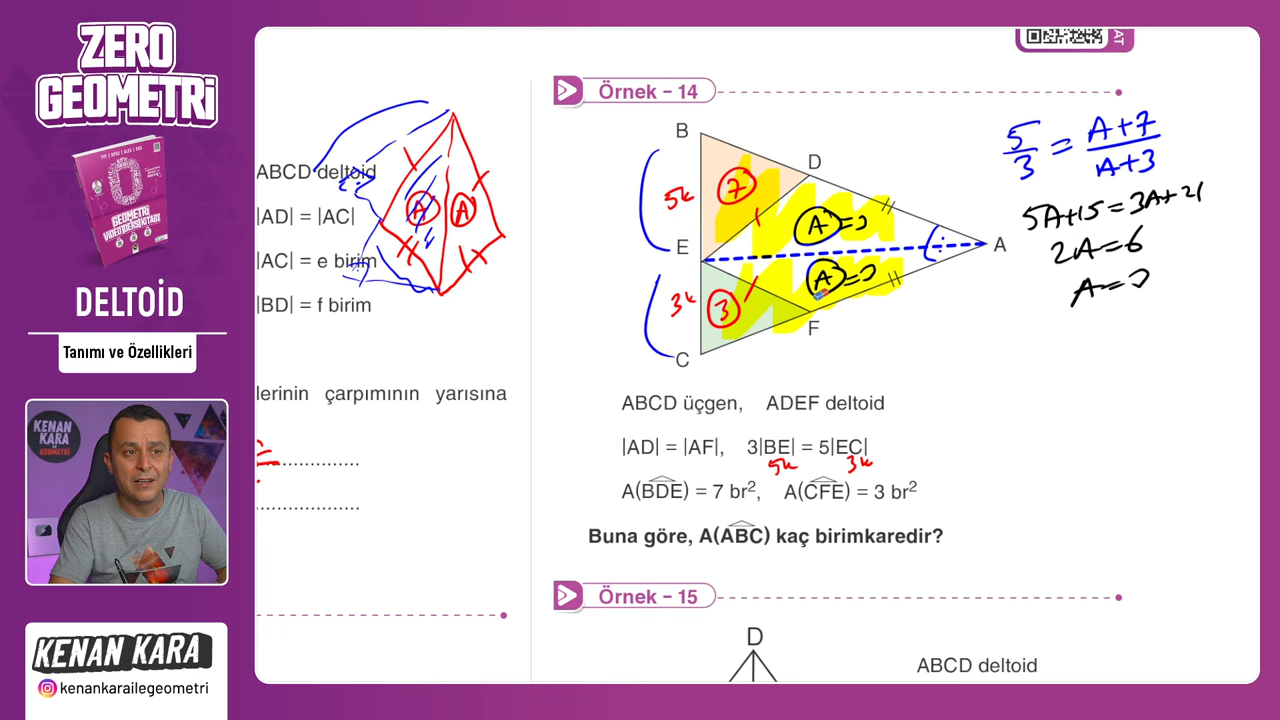 ZERO
GEOMETRi
GEOMETRİ
VİDEO DERS KİTABI
DELTOİD
Tanımı ve Özellikleri
KENAN
KARA
KENAN KARA
kenankarailegeometri
ABCD deltoid
|AD| = |AC|
|AC| = e birim
|BD| = f birim
A
A
lerinin çarpımının yarısına
AT
Örnek – 14
B
D
E
A
F
C
5k
3k
7
3
A = 3
A = 3
5/3 = A+7/A+3
5A+15 = 3A+21
2A = 6
A = 3
ABCD üçgen, ADEF deltoid
|AD| = |AF|, 3|BE| = 5|EC|
5k 3k
A(BDE) = 7 br², A(CFE) = 3 br²
Buna göre, A(ABC) kaç birimkaredir?
Örnek – 15
D
ABCD deltoid